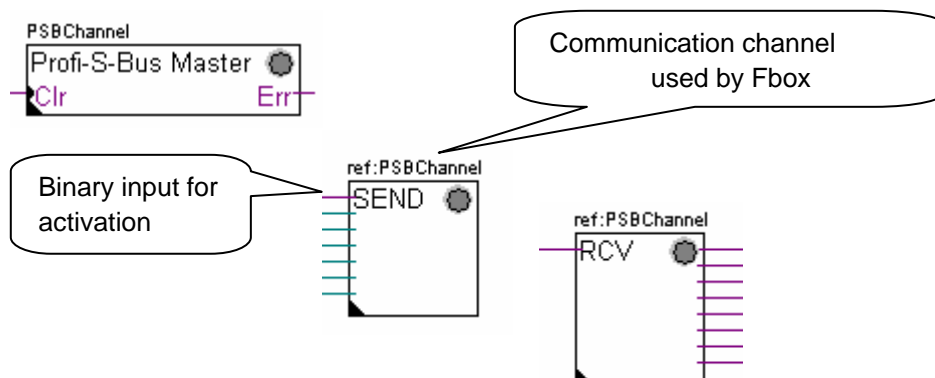 PSBChannel
Profi-S-Bus Master
Clr Err
Communication channel
used by Fbox
ref:PSBChannel
SEND
Binary input for
activation
ref:PSBChannel
RCV